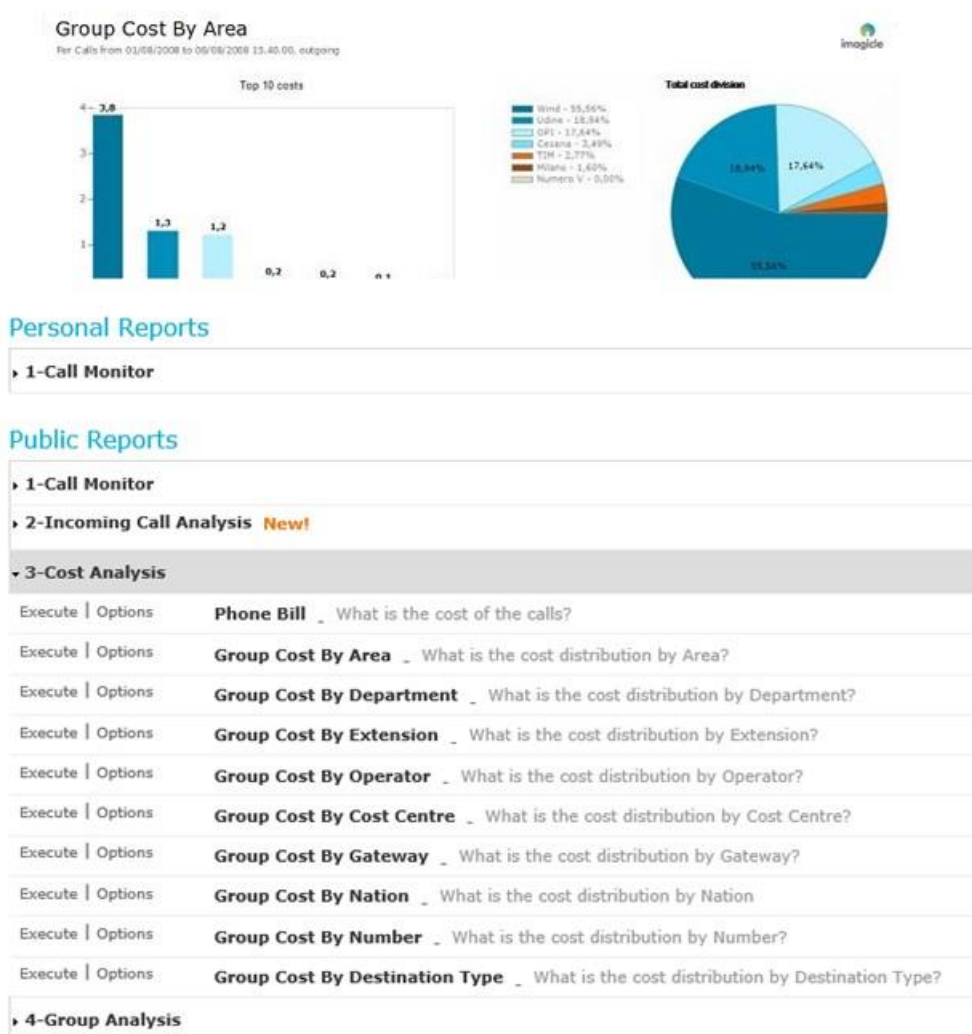 Group Cost By Area
Per Calls from 01/08/2008 to 08/08/2008 15.40.00, outgoing
imagicle
Top 10 costs
4
3
2
1
3,8
1,3
1,2
0,2
0,2
0,1
Total cost division
Wind - 55,56%
Udine - 18,94%
OPI - 17,64%
Cesena - 3,49%
TIM - 2,77%
Milano - 1,60%
Numero V - 0,00%
18,94%
17,64%
55,56%
Personal Reports
1-Call Monitor
Public Reports
1-Call Monitor
2-Incoming Call Analysis New!
3-Cost Analysis
Execute | Options Phone Bill - What is the cost of the calls?
Execute | Options Group Cost By Area - What is the cost distribution by Area?
Execute | Options Group Cost By Department - What is the cost distribution by Department?
Execute | Options Group Cost By Extension - What is the cost distribution by Extension?
Execute | Options Group Cost By Operator - What is the cost distribution by Operator?
Execute | Options Group Cost By Cost Centre - What is the cost distribution by Cost Centre?
Execute | Options Group Cost By Gateway - What is the cost distribution by Gateway?
Execute | Options Group Cost By Nation - What is the cost distribution by Nation
Execute | Options Group Cost By Number - What is the cost distribution by Number?
Execute | Options Group Cost By Destination Type - What is the cost distribution by Destination Type?
4-Group Analysis